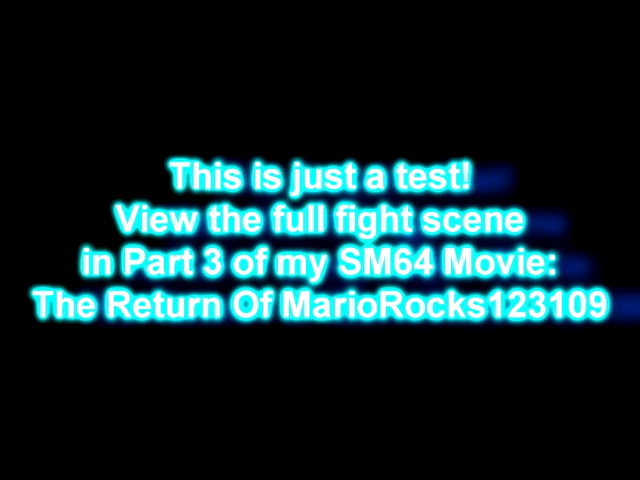 This is just a test!
View the full fight scene
in Part 3 of my SM64 Movie:
The Return Of MarioRocks123109